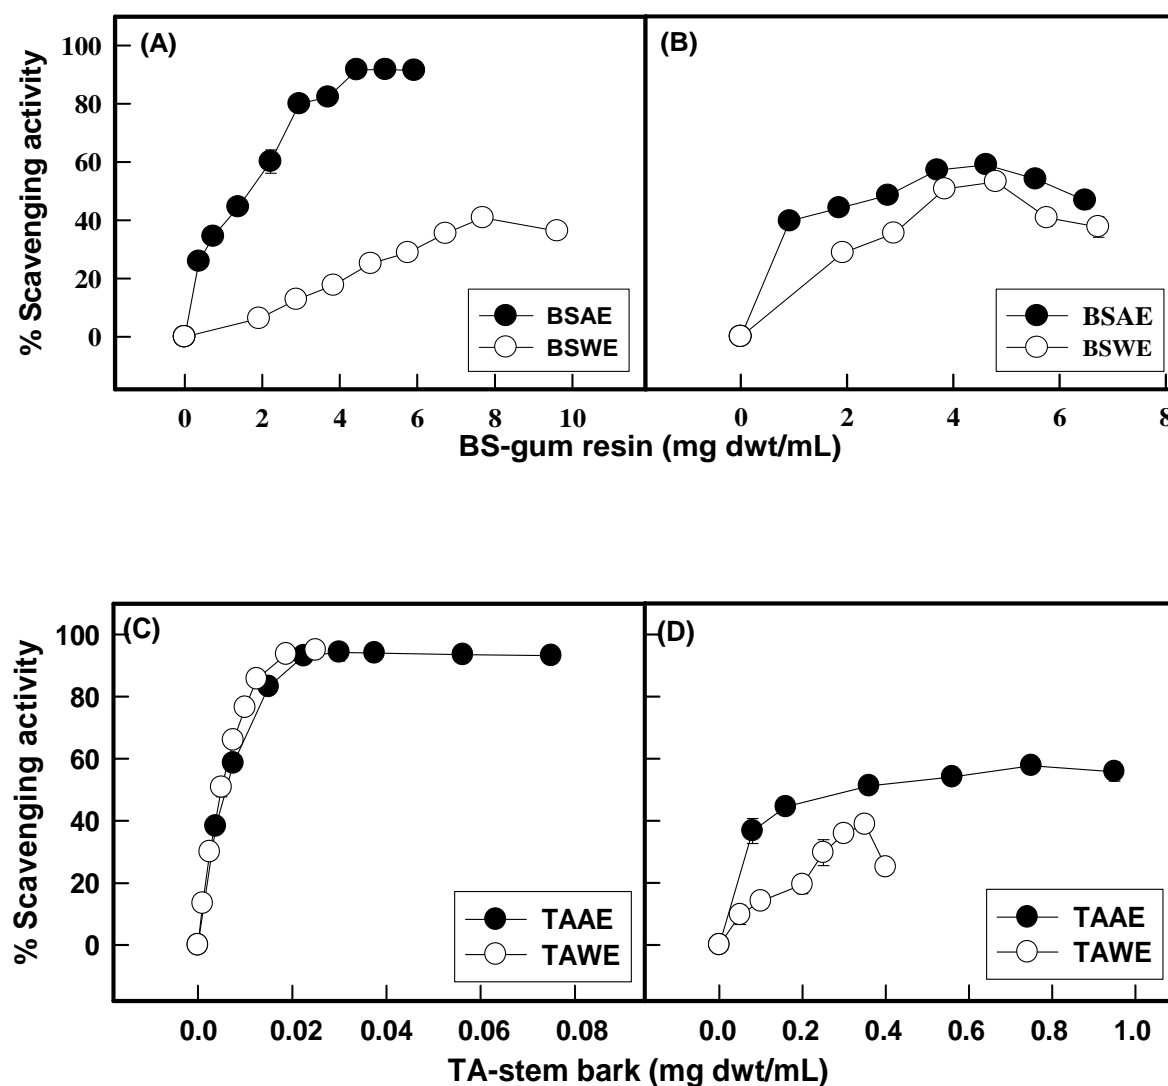 (A)
% Scavenging activity
100
80
60
40
20
0
BSAE
BSWE
0 2 4 6 8 10
(B)
BSAE
BSWE
0 2 4 6 8
BS-gum resin (mg dwt/mL)
(C)
% Scavenging activity
100
80
60
40
20
0
TAAE
TAWE
0.0 0.02 0.04 0.06 0.08
(D)
TAAE
TAWE
0.0 0.2 0.4 0.6 0.8 1.0
TA-stem bark (mg dwt/mL)